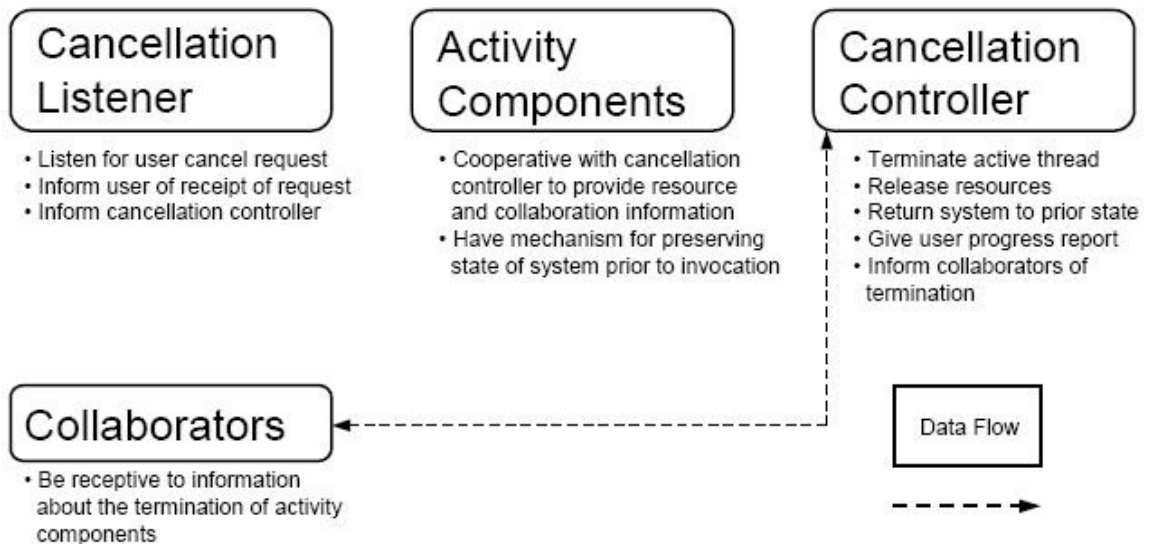 Cancellation
Listener
• Listen for user cancel request
• Inform user of receipt of request
• Inform cancellation controller
Activity
Components
• Cooperative with cancellation
controller to provide resource
and collaboration information
• Have mechanism for preserving
state of system prior to invocation
Cancellation
Controller
• Terminate active thread
• Release resources
• Return system to prior state
• Give user progress report
• Inform collaborators of
termination
Collaborators
• Be receptive to information
about the termination of activity
components
Data Flow